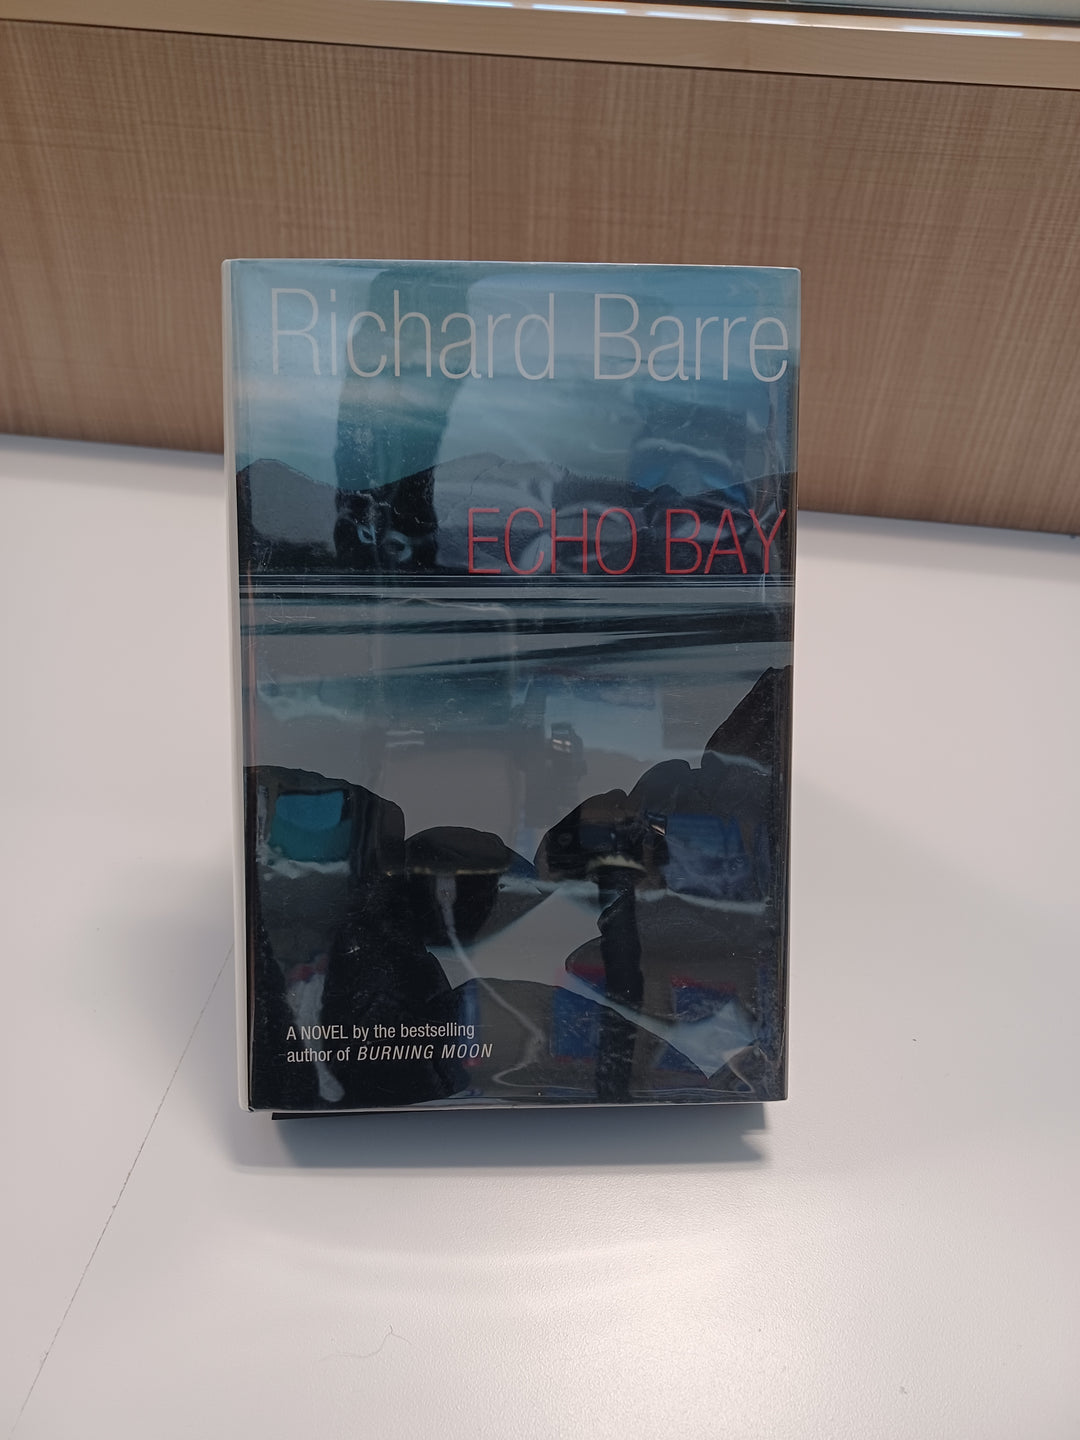 Richard Barre
ECHO BAY
A NOVEL by the bestselling
author of BURNING MOON